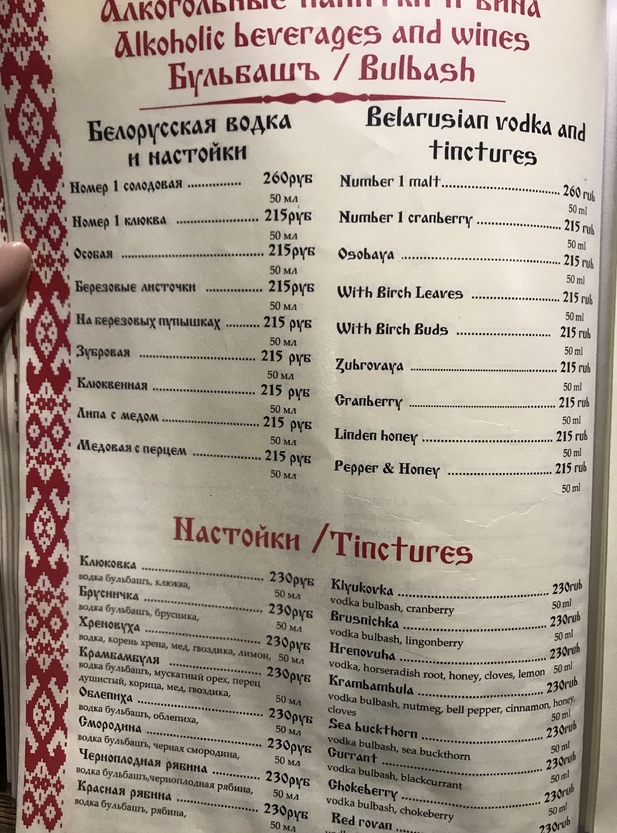 Алкогольные напитки и вина
Alkoholic beverages and wines
Бульбашъ / Bulbash
Белорусская водка
и настойки
Номер 1 солодовая ............ 260руб
50 мл
Номер 1 клюква ............ 215руб
50 мл
Особая ............ 215руб
50 мл
Березовые листочки ............ 215руб
50 мл
На березовых пупышках ........ 215 руб
50 мл
Зубровая ............ 215 руб
50 мл
Клюквенная ............ 215 руб
50 мл
Липа с медом ............ 215 руб
50 мл
Медовая с перцем ............ 215 руб
50 мл
Belarusian vodka and
tinctures
Number 1 malt ............ 260 rub
50 ml
Number 1 cranberry ............ 215 rub
50 ml
Osobaya ............ 215 rub
50 ml
With Birch Leaves ............ 215 rub
50 ml
With Birch Buds ............ 215 rub
50 ml
Zubrovaya ............ 215 rub
50 ml
Cranberry ............ 215 rub
50 ml
Linden honey ............ 215 rub
50 ml
Pepper & Honey ............ 215 rub
50 ml
Настойки / Tinctures
Клюковка ............ 230руб
водка бульбашъ, клюква, 50 мл
Брусничка ............ 230руб
водка бульбашъ, брусника, 50 мл
Хреновуха ............ 230руб
водка, корень хрена, мед, гвоздика, лимон, 50 мл
Крамбамбуля ............ 230руб
водка бульбашъ, мускатный орех, перец
душистый, корица, мед, гвоздика, 50 мл
Облепиха ............ 230руб
водка бульбашъ, облепиха, 50 мл
Смородина ............ 230руб
водка бульбашъ, черная смородина, 50 мл
Черноплодная рябина ............ 230руб
водка бульбашъ,черноплодная рябина, 50 мл
Красная рябина ............ 230руб
водка бульбашъ, рябина, 50 мл
Klyukovka ............ 230rub
vodka bulbash, cranberry 50 ml
Brusnichka ............ 230rub
vodka bulbash, lingonberry 50 ml
Hrenovuha ............ 230rub
vodka, horseradish root, honey, cloves, lemon 50 ml
Krambambula ............ 230rub
vodka bulbash, nutmeg, bell pepper, cinnamon, honey,
cloves 50 ml
Sea buckthorn ............ 230rub
vodka bulbash, sea buckthorn 50 ml
Currant ............ 230rub
vodka bulbash, blackcurrant 50 ml
Chokeberry ............ 230rub
vodka bulbash, chokeberry 50 ml
Red rovan ............ 230rub